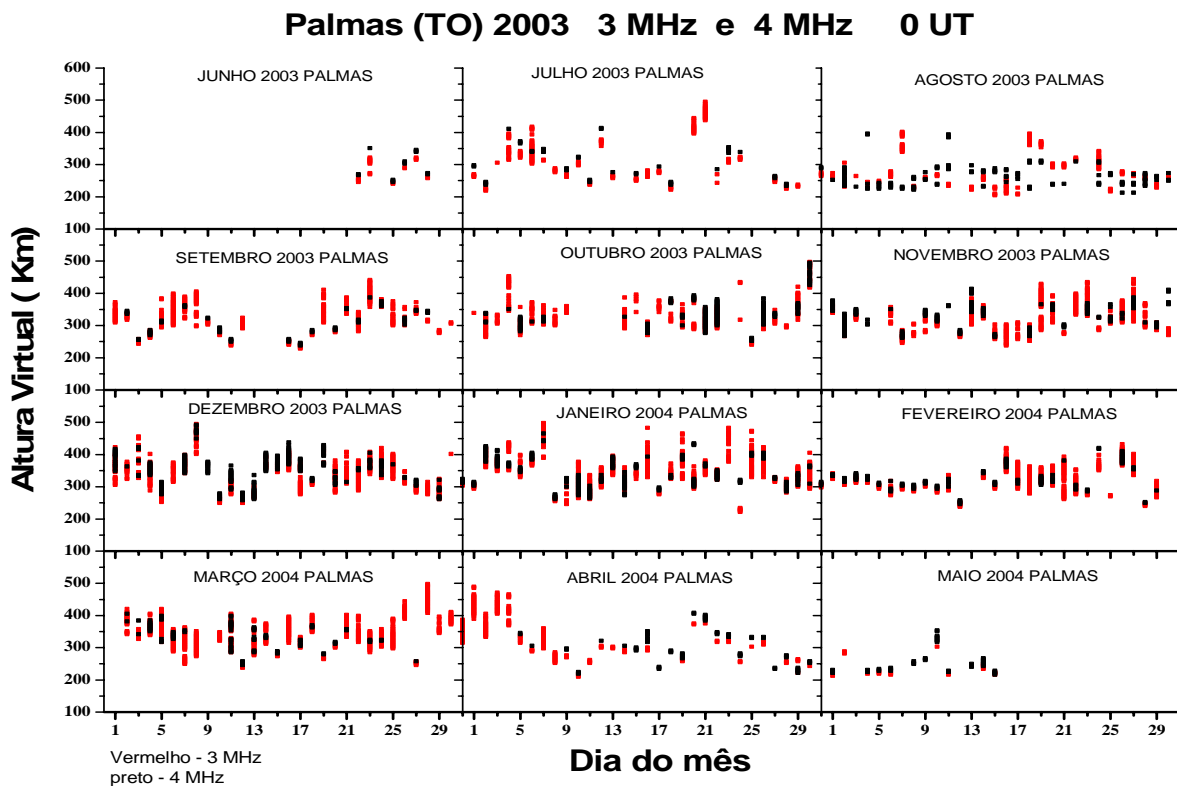 Palmas (TO) 2003 3 MHz e 4 MHz 0 UT
Altura Virtual ( Km)
600
500
400
300
200
100
JUNHO 2003 PALMAS
JULHO 2003 PALMAS
AGOSTO 2003 PALMAS
500
400
300
200
100
SETEMBRO 2003 PALMAS
OUTUBRO 2003 PALMAS
NOVEMBRO 2003 PALMAS
500
400
300
200
100
DEZEMBRO 2003 PALMAS
JANEIRO 2004 PALMAS
FEVEREIRO 2004 PALMAS
500
400
300
200
100
MARÇO 2004 PALMAS
ABRIL 2004 PALMAS
MAIO 2004 PALMAS
1 5 9 13 17 21 25 29 1 5 9 13 17 21 25 29 1 5 9 13 17 21 25 29
Dia do mês
Vermelho - 3 MHz
preto - 4 MHz